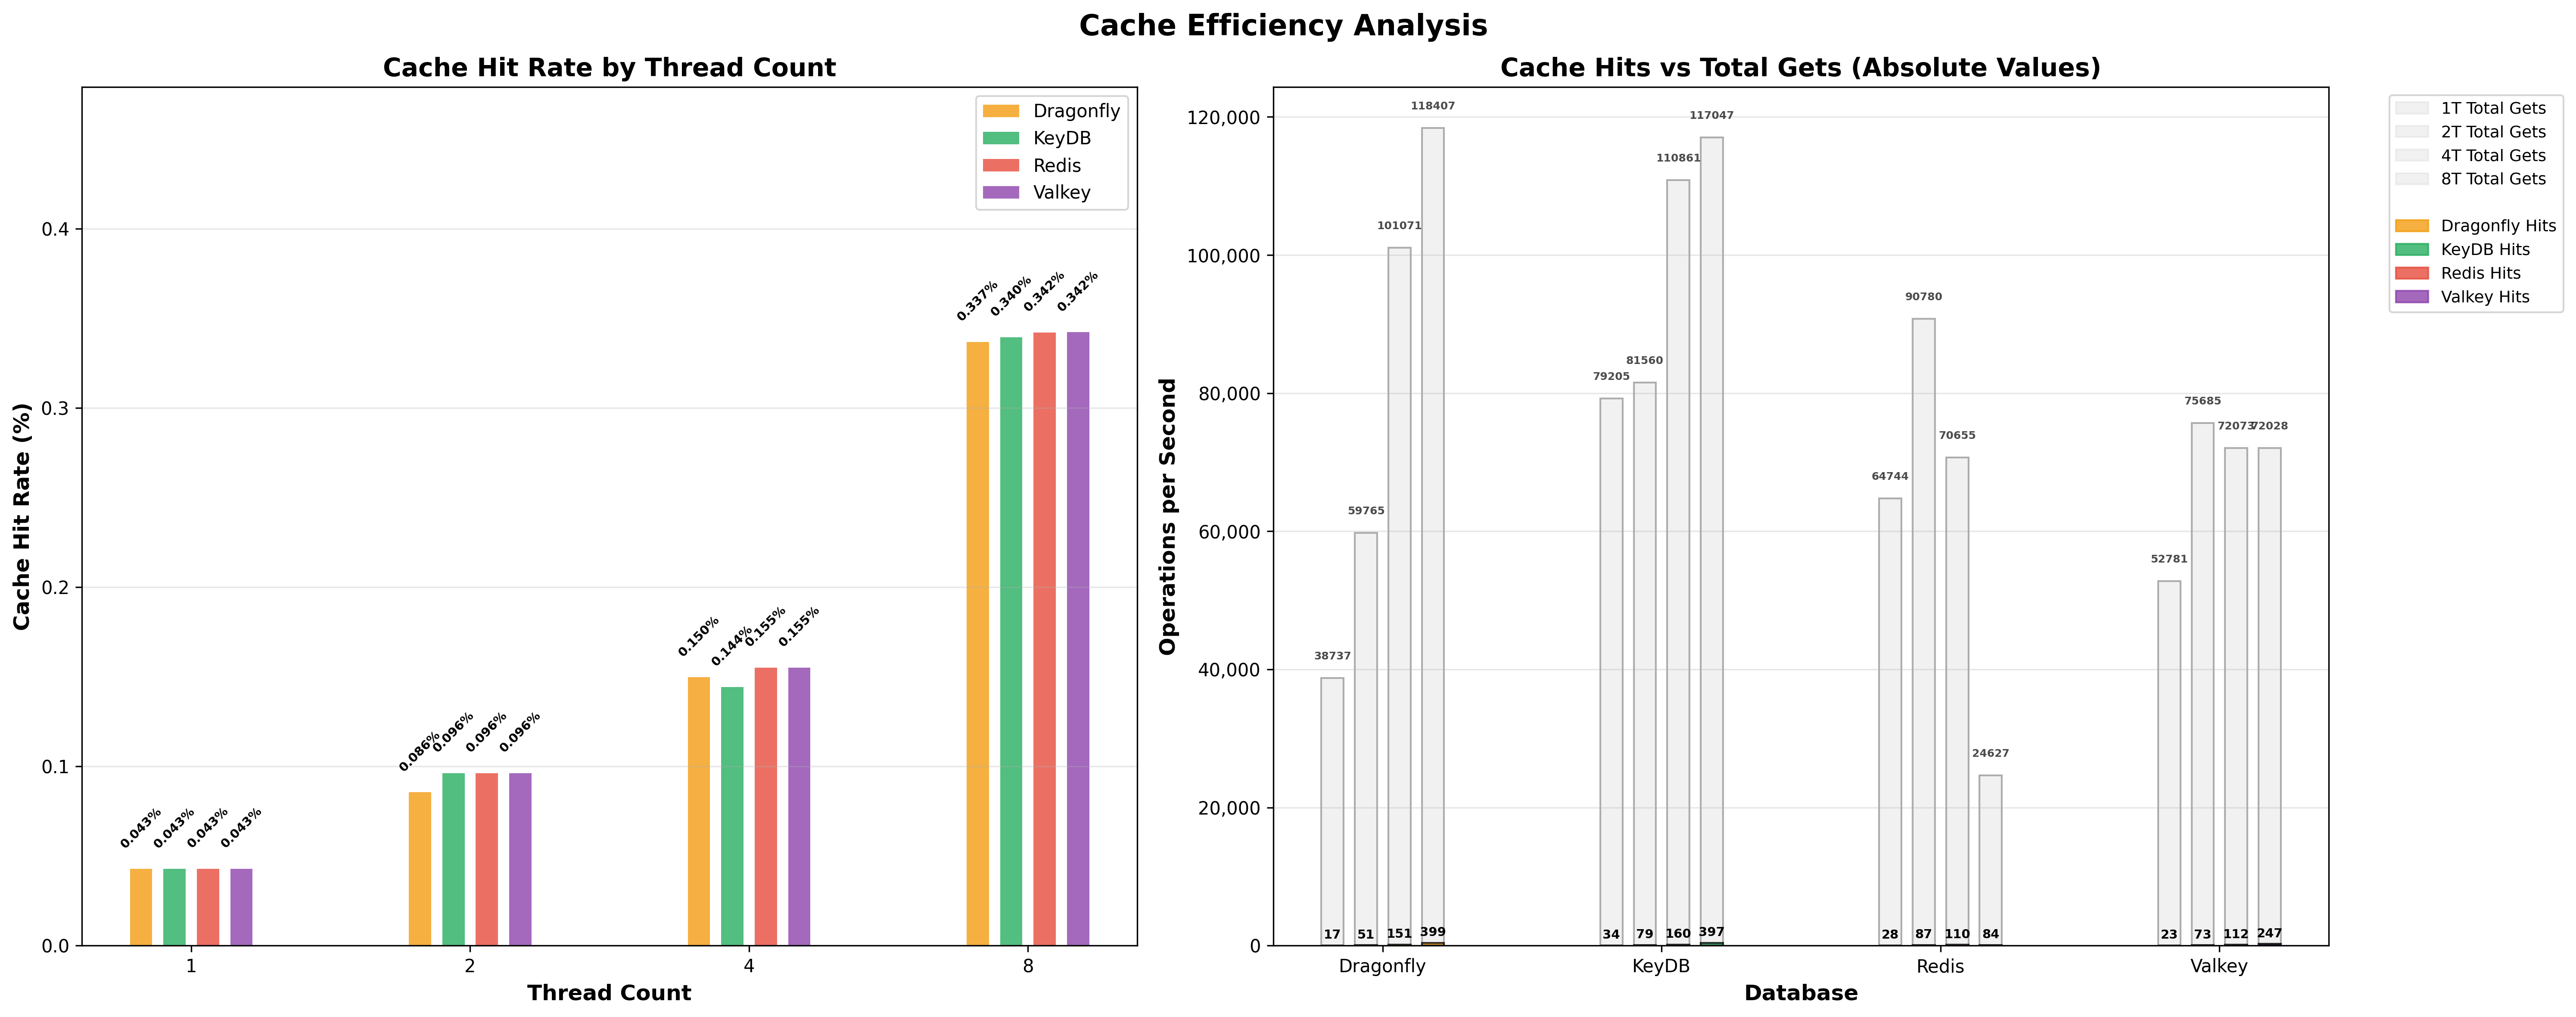 Cache Efficiency Analysis
Cache Hit Rate by Thread Count
Cache Hit Rate (%)
0.4
0.3
0.2
0.1
0.0
Dragonfly
KeyDB
Redis
Valkey
0.043%
0.043%
0.043%
0.043%
0.086%
0.096%
0.096%
0.096%
0.150%
0.144%
0.155%
0.155%
0.337%
0.340%
0.342%
0.342%
1
2
4
8
Thread Count
Cache Hits vs Total Gets (Absolute Values)
Operations per Second
120,000
100,000
80,000
60,000
40,000
20,000
0
38737
59765
101071
118407
79205
81560
110861
117047
64744
90780
70655
24627
52781
75685
72073
72028
17
51
151
399
34
79
160
397
28
87
110
84
23
73
112
247
Dragonfly
KeyDB
Redis
Valkey
Database
1T Total Gets
2T Total Gets
4T Total Gets
8T Total Gets
Dragonfly Hits
KeyDB Hits
Redis Hits
Valkey Hits